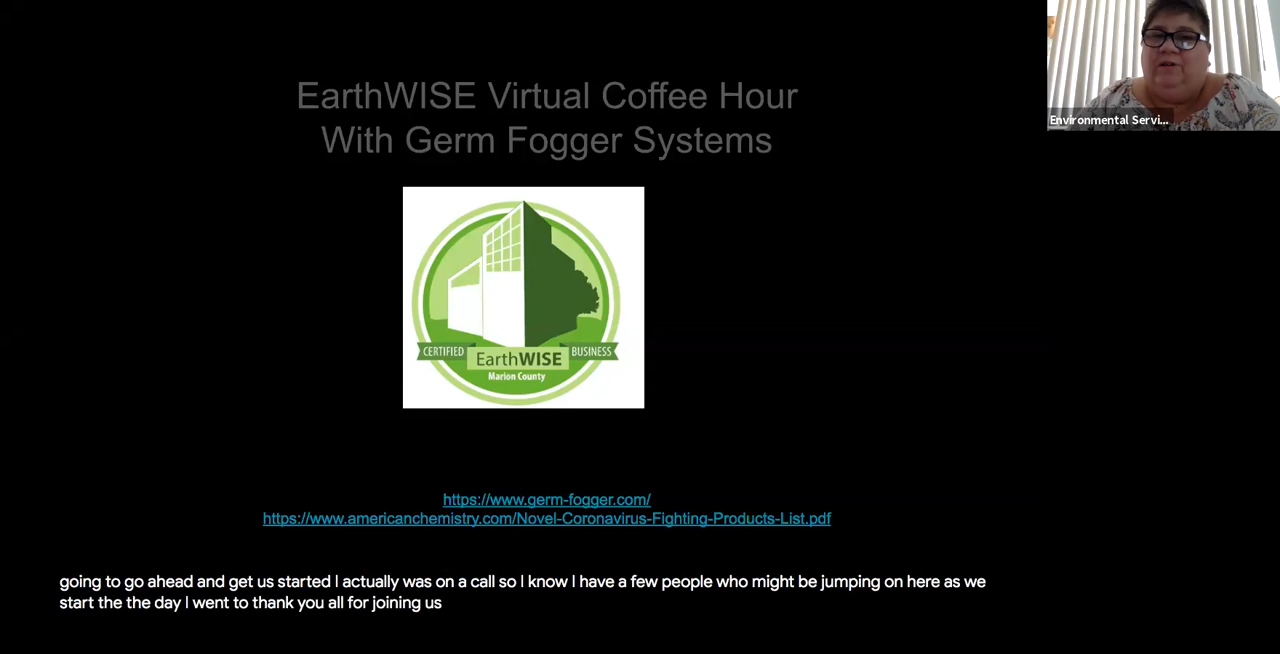 EarthWISE Virtual Coffee Hour
With Germ Fogger Systems
Environmental Servi...
CERTIFIED EarthWISE BUSINESS
Marion County
https://www.germ-fogger.com/
https://www.americanchemistry.com/Novel-Coronavirus-Fighting-Products-List.pdf
going to go ahead and get us started I actually was on a call so I know I have a few people who might be jumping on here as we
start the the day I went to thank you all for joining us